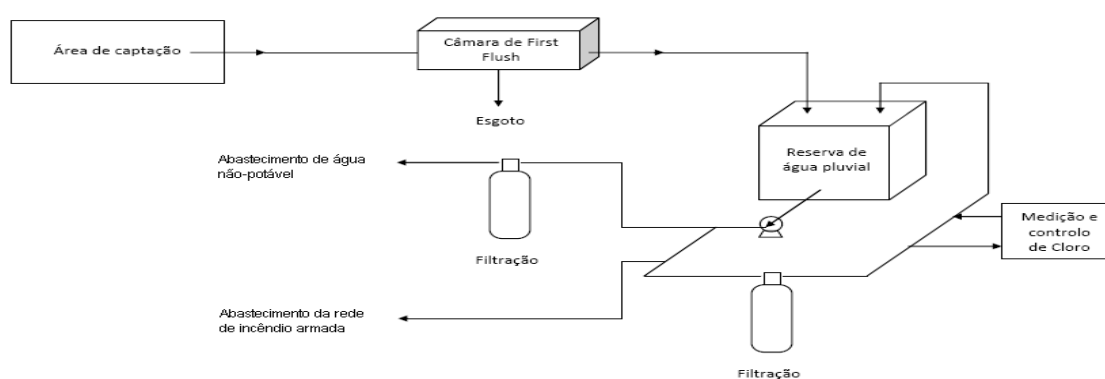 Área de captação
Câmara de First
Flush
Esgoto
Reserva de
água pluvial
Abastecimento de água
não-potável
Medição e
controlo
de Cloro
Filtração
Abastecimento da rede
de incêndio armada
Filtração